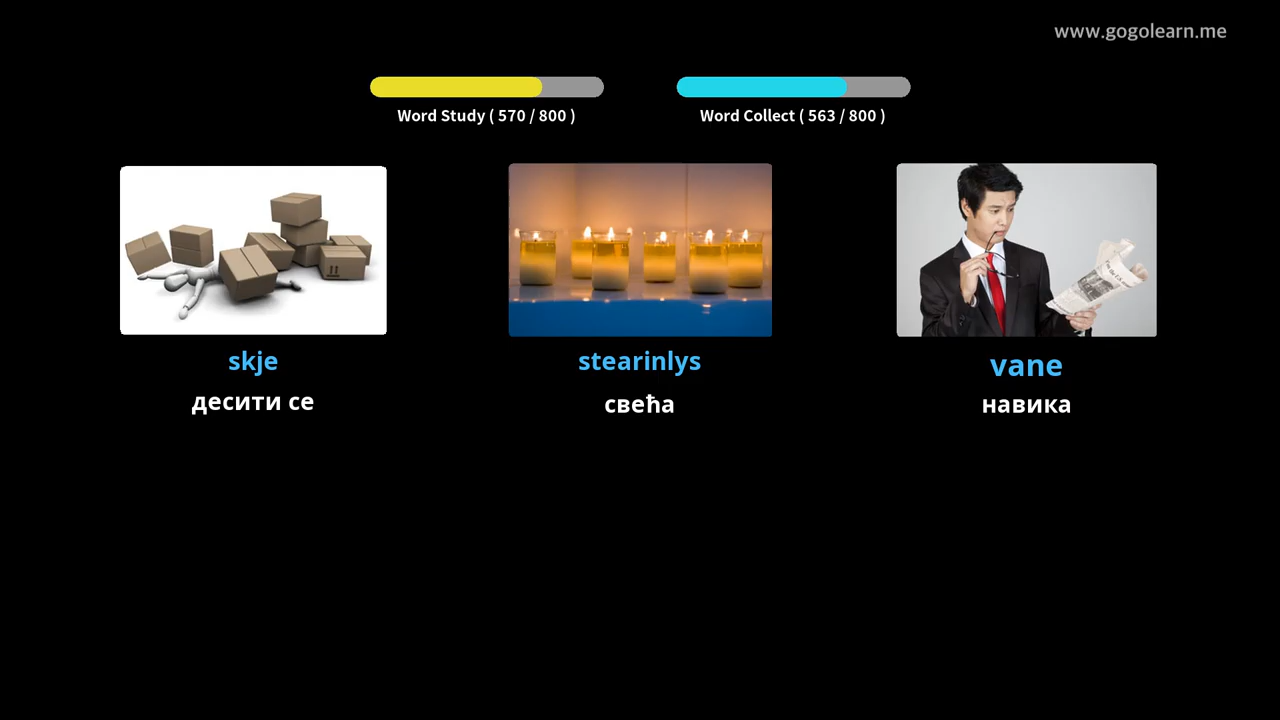 www.gogolearn.me
Word Study ( 570 / 800 )
Word Collect ( 563 / 800 )
skje
stearinlys
vane
десити се
свећа
навика